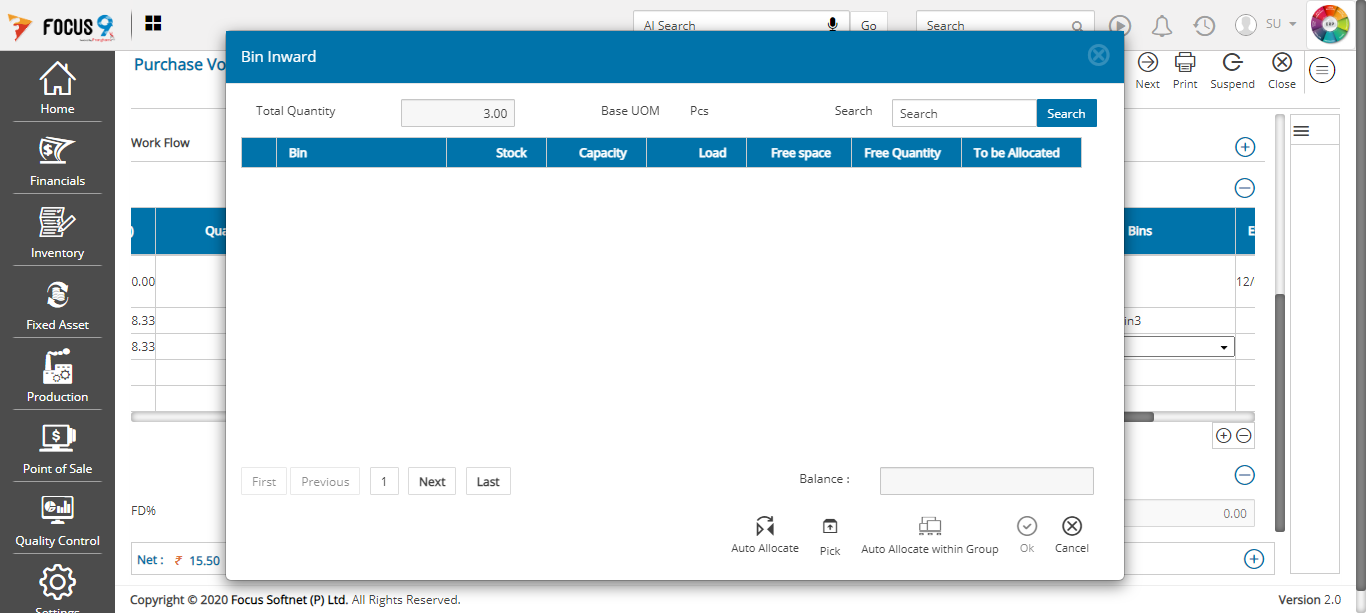 FOCUS 9
AI Search
Go
Search
SU
ERP
Home
Financials
Inventory
Fixed Asset
Production
Point of Sale
Quality Control
Settings
Purchase Vo
Next
Print
Suspend
Close
Work Flow
Qua
Bins
E
0.00
12/
8.33
in3
8.33
FD%
0.00
Net : ₹ 15.50
Bin Inward
Total Quantity 3.00 Base UOM Pcs Search Search Search
Bin Stock Capacity Load Free space Free Quantity To be Allocated
First Previous 1 Next Last
Balance :
Auto Allocate
Pick
Auto Allocate within Group
Ok
Cancel
Copyright © 2020 Focus Softnet (P) Ltd. All Rights Reserved.
Version 2.0